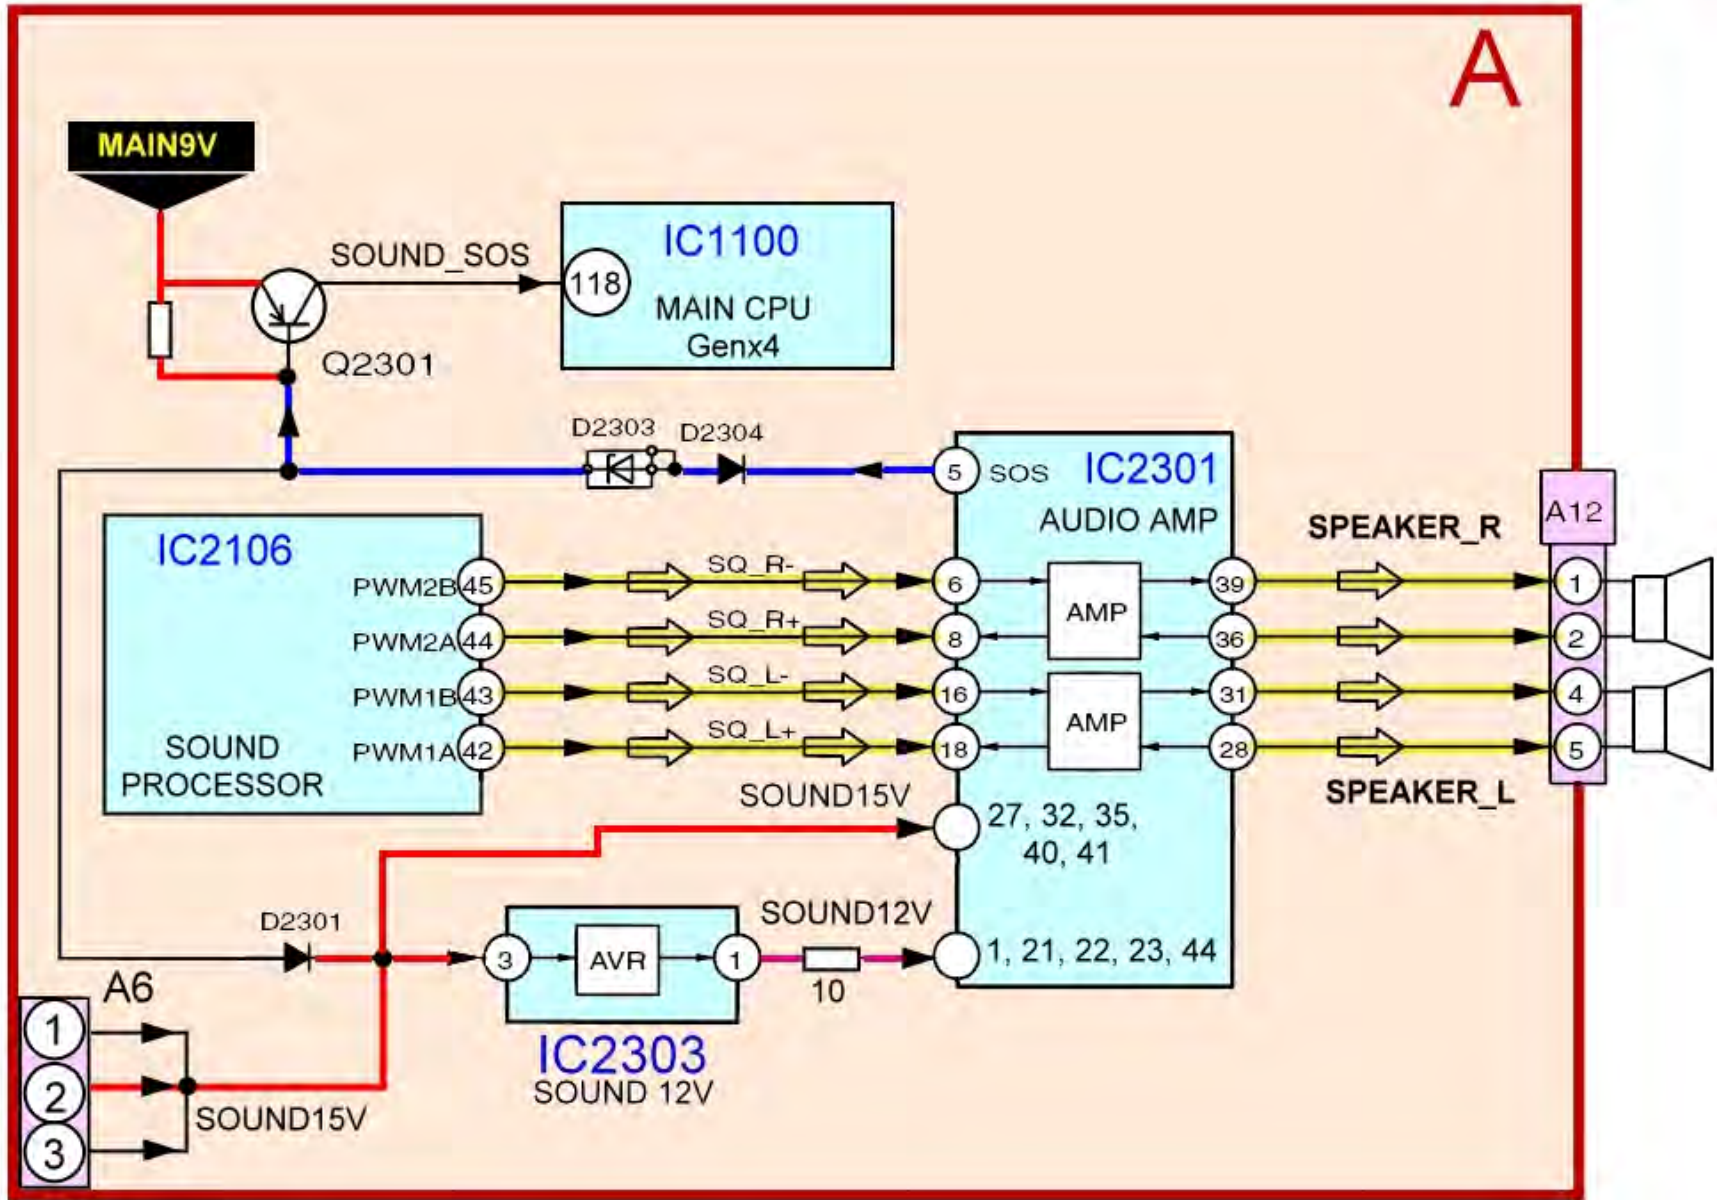 A
MAIN9V
SOUND_SOS
118
IC1100
MAIN CPU
Genx4
Q2301
D2303
D2304
5
SOS
IC2301
AUDIO AMP
A12
SPEAKER_R
IC2106
PWM2B
45
SQ_R-
6
AMP
39
1
PWM2A
44
SQ_R+
8
36
2
PWM1B
43
SQ_L-
16
AMP
31
4
PWM1A
42
SQ_L+
18
28
5
SOUND
PROCESSOR
SPEAKER_L
SOUND15V
27, 32, 35,
40, 41
D2301
3
AVR
1
SOUND12V
10
1, 21, 22, 23, 44
IC2303
SOUND 12V
A6
1
2
3
SOUND15V